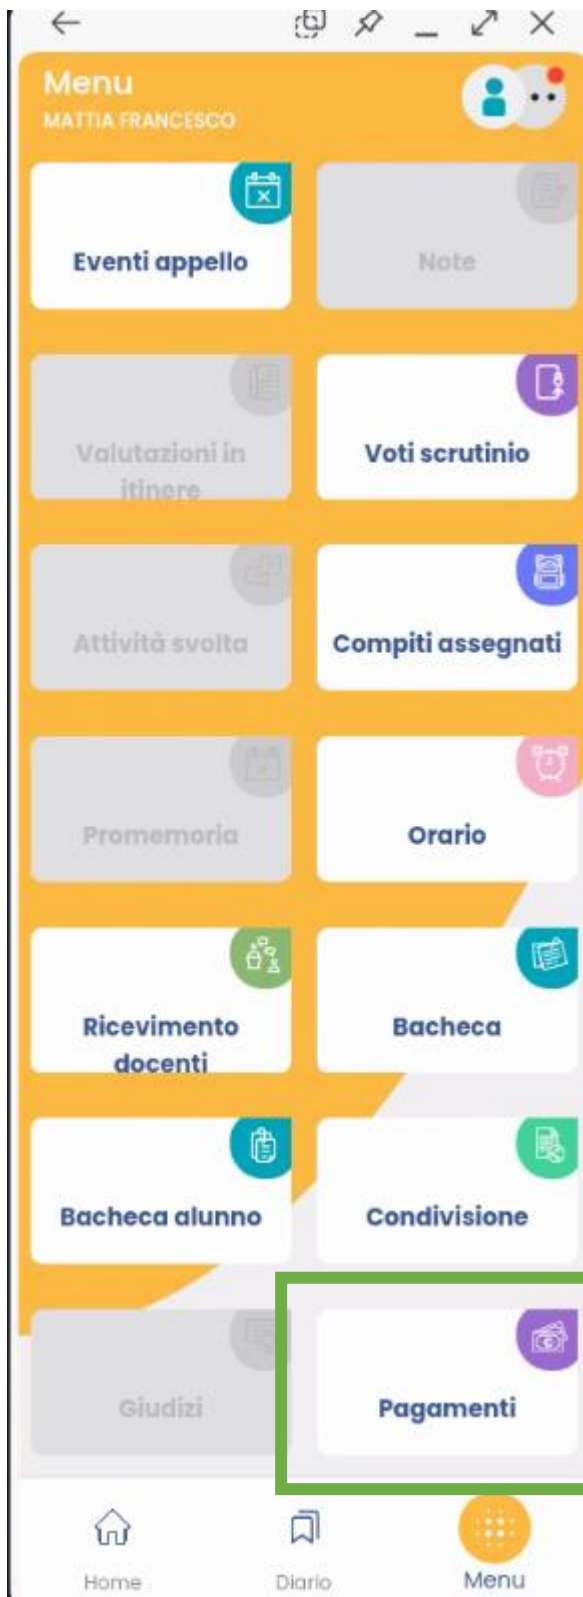 Menu
MATTIA FRANCESCO
Eventi appello
Note
Valutazioni in
itinere
Voti scrutinio
Attività svolta
Compiti assegnati
Promemoria
Orario
Ricevimento
docenti
Bacheca
Bacheca alunno
Condivisione
Giudizi
Pagamenti
Home
Diario
Menu